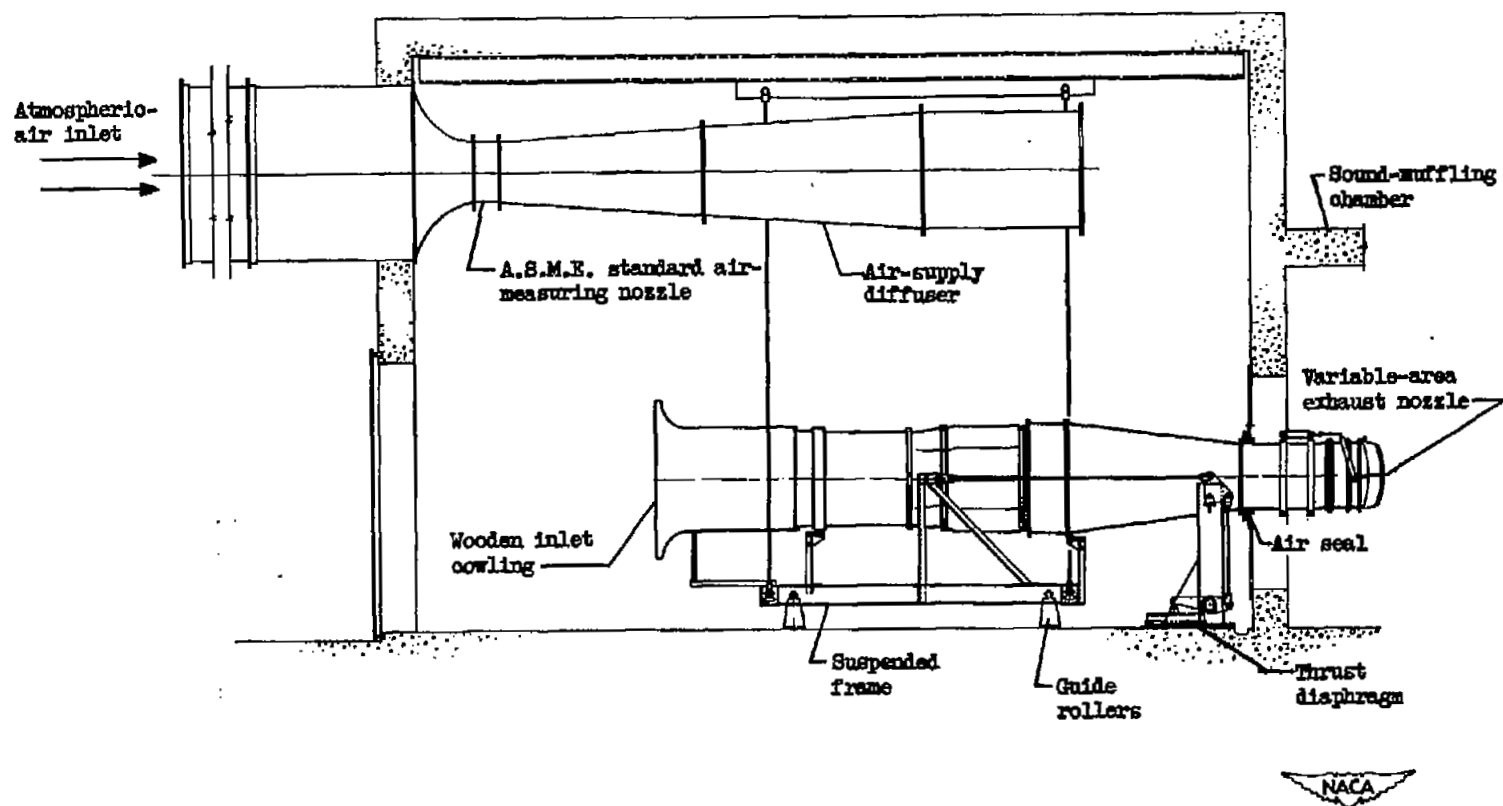 Atmospheric-
air inlet
Sound-muffling
chamber
A.S.M.E. standard air-
measuring nozzle
Air-supply
diffuser
Variable-area
exhaust nozzle
Wooden inlet
cowling
Air seal
Suspended
frame
Guide
rollers
Thrust
diaphragm
NACA